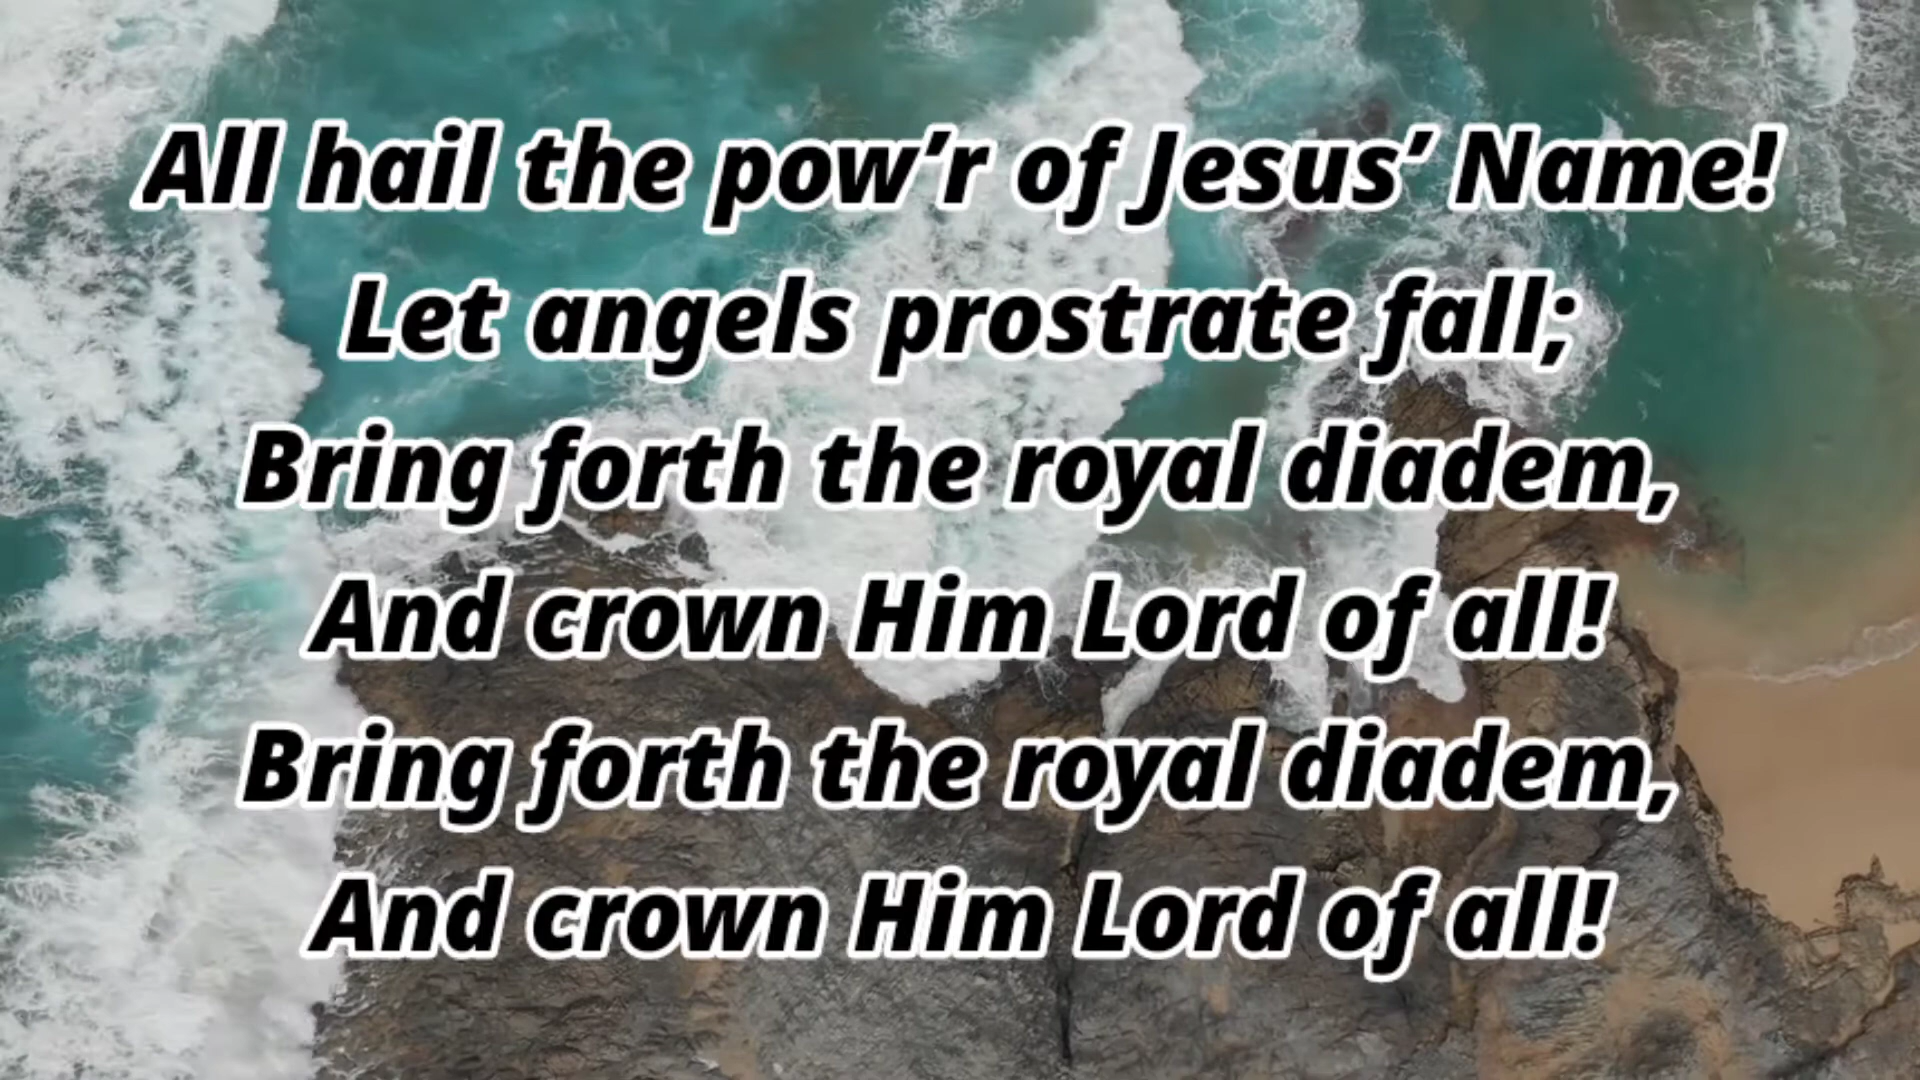 All hail the pow’r of Jesus’ Name!
Let angels prostrate fall;
Bring forth the royal diadem,
And crown Him Lord of all!
Bring forth the royal diadem,
And crown Him Lord of all!